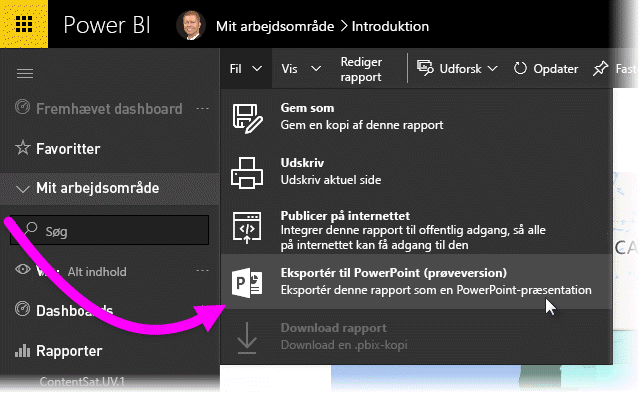 Power BI
Mit arbejdsområde > Introduktion
Fil
Vis
Rediger
rapport
Udforsk
Opdater
Fast
Fremhævet dashboard ...
Favoritter
Mit arbejdsområde
Søg
Vis: Alt indhold ...
Dashboards
Rapporter
ContentSat.UV.1
Gem som
Gem en kopi af denne rapport
Udskriv
Udskriv aktuel side
Publicer på internettet
Integrer denne rapport til offentlig adgang, så alle
på internettet kan få adgang til den
P
Eksportér til PowerPoint (prøveversion)
Eksportér denne rapport som en PowerPoint-præsentation
Download rapport
Download en .pbix-kopi
CA